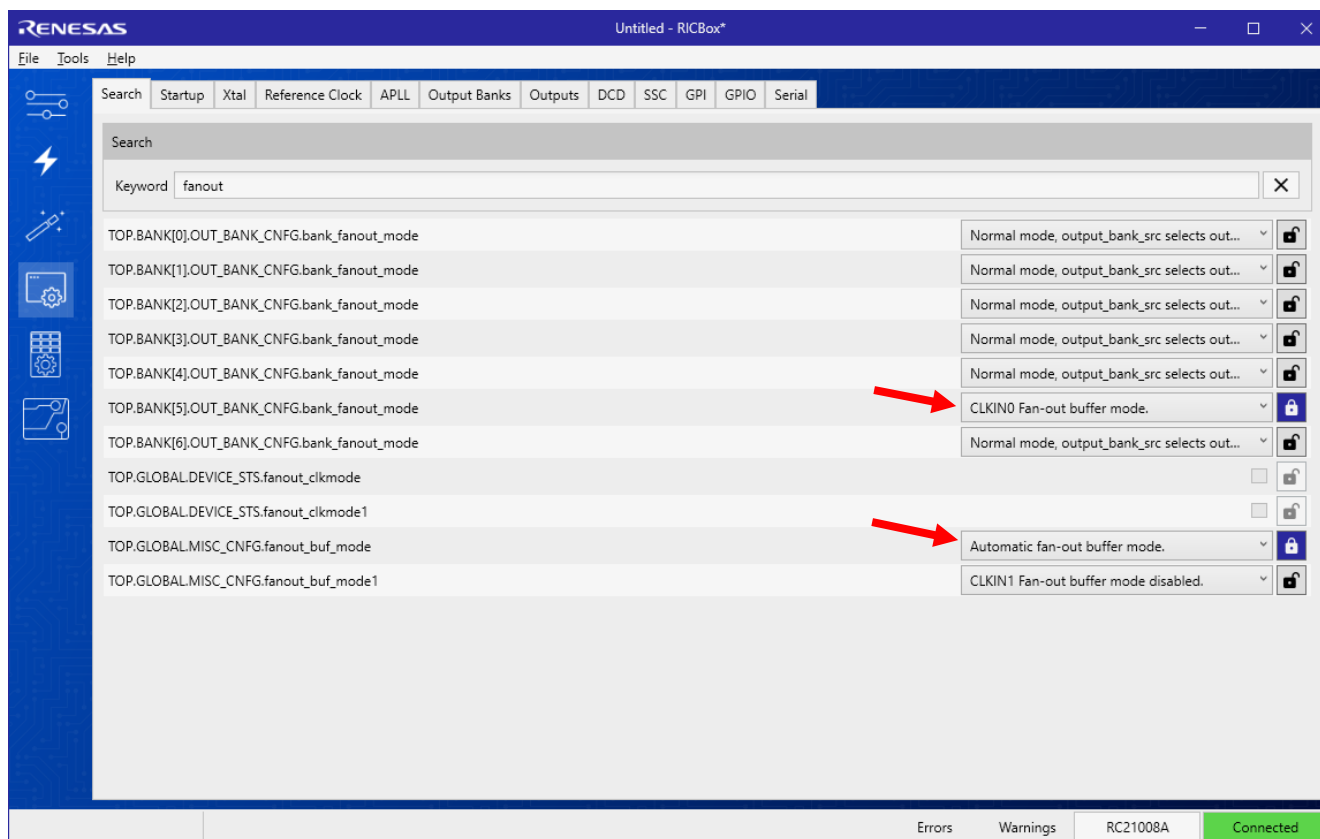 RENESAS
Untitled - RICBox*
File Tools Help
Search Startup Xtal Reference Clock APLL Output Banks Outputs DCD SSC GPI GPIO Serial
Search
Keyword fanout
TOP.BANK[0].OUT_BANK_CNFG.bank_fanout_mode Normal mode, output_bank_src selects out...
TOP.BANK[1].OUT_BANK_CNFG.bank_fanout_mode Normal mode, output_bank_src selects out...
TOP.BANK[2].OUT_BANK_CNFG.bank_fanout_mode Normal mode, output_bank_src selects out...
TOP.BANK[3].OUT_BANK_CNFG.bank_fanout_mode Normal mode, output_bank_src selects out...
TOP.BANK[4].OUT_BANK_CNFG.bank_fanout_mode Normal mode, output_bank_src selects out...
TOP.BANK[5].OUT_BANK_CNFG.bank_fanout_mode CLKIN0 Fan-out buffer mode.
TOP.BANK[6].OUT_BANK_CNFG.bank_fanout_mode Normal mode, output_bank_src selects out...
TOP.GLOBAL.DEVICE_STS.fanout_clkmode
TOP.GLOBAL.DEVICE_STS.fanout_clkmode1
TOP.GLOBAL.MISC_CNFG.fanout_buf_mode Automatic fan-out buffer mode.
TOP.GLOBAL.MISC_CNFG.fanout_buf_mode1 CLKIN1 Fan-out buffer mode disabled.
Errors Warnings RC21008A Connected